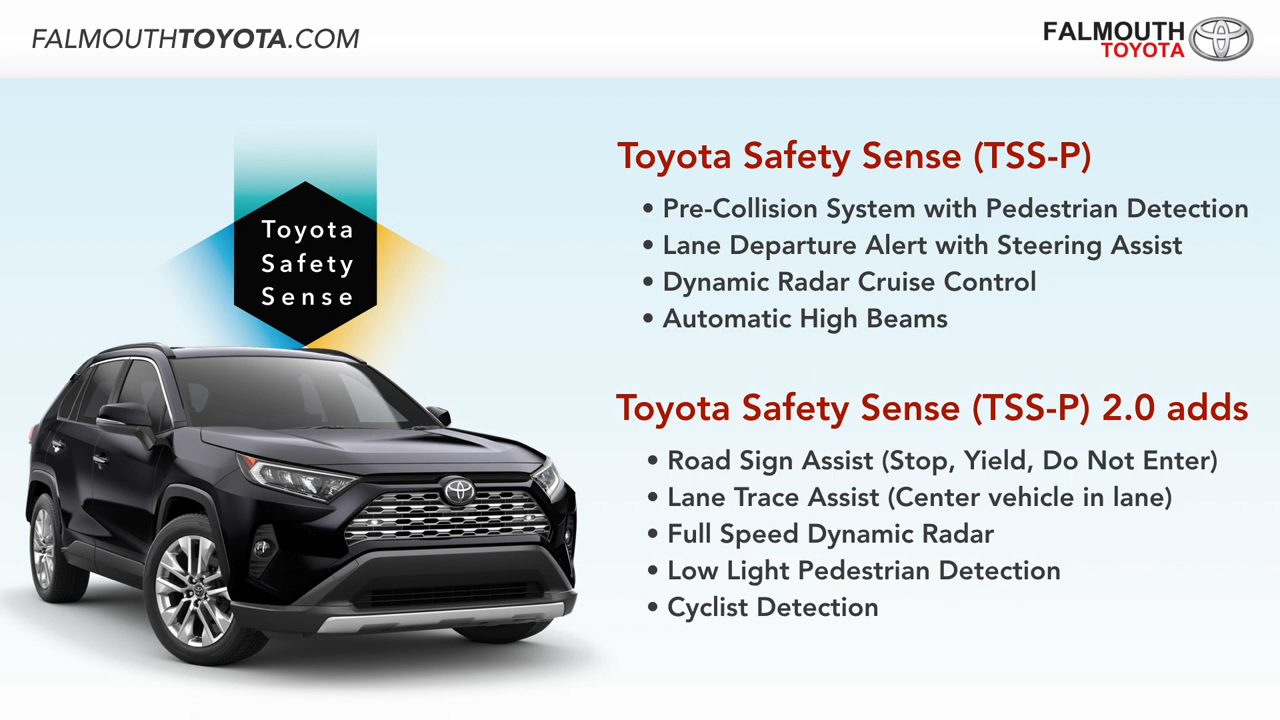 FALMOUTHTOYOTA.COM
FALMOUTH
TOYOTA
Toyota
Safety
Sense
Toyota Safety Sense (TSS-P)
• Pre-Collision System with Pedestrian Detection
• Lane Departure Alert with Steering Assist
• Dynamic Radar Cruise Control
• Automatic High Beams
Toyota Safety Sense (TSS-P) 2.0 adds
• Road Sign Assist (Stop, Yield, Do Not Enter)
• Lane Trace Assist (Center vehicle in lane)
• Full Speed Dynamic Radar
• Low Light Pedestrian Detection
• Cyclist Detection